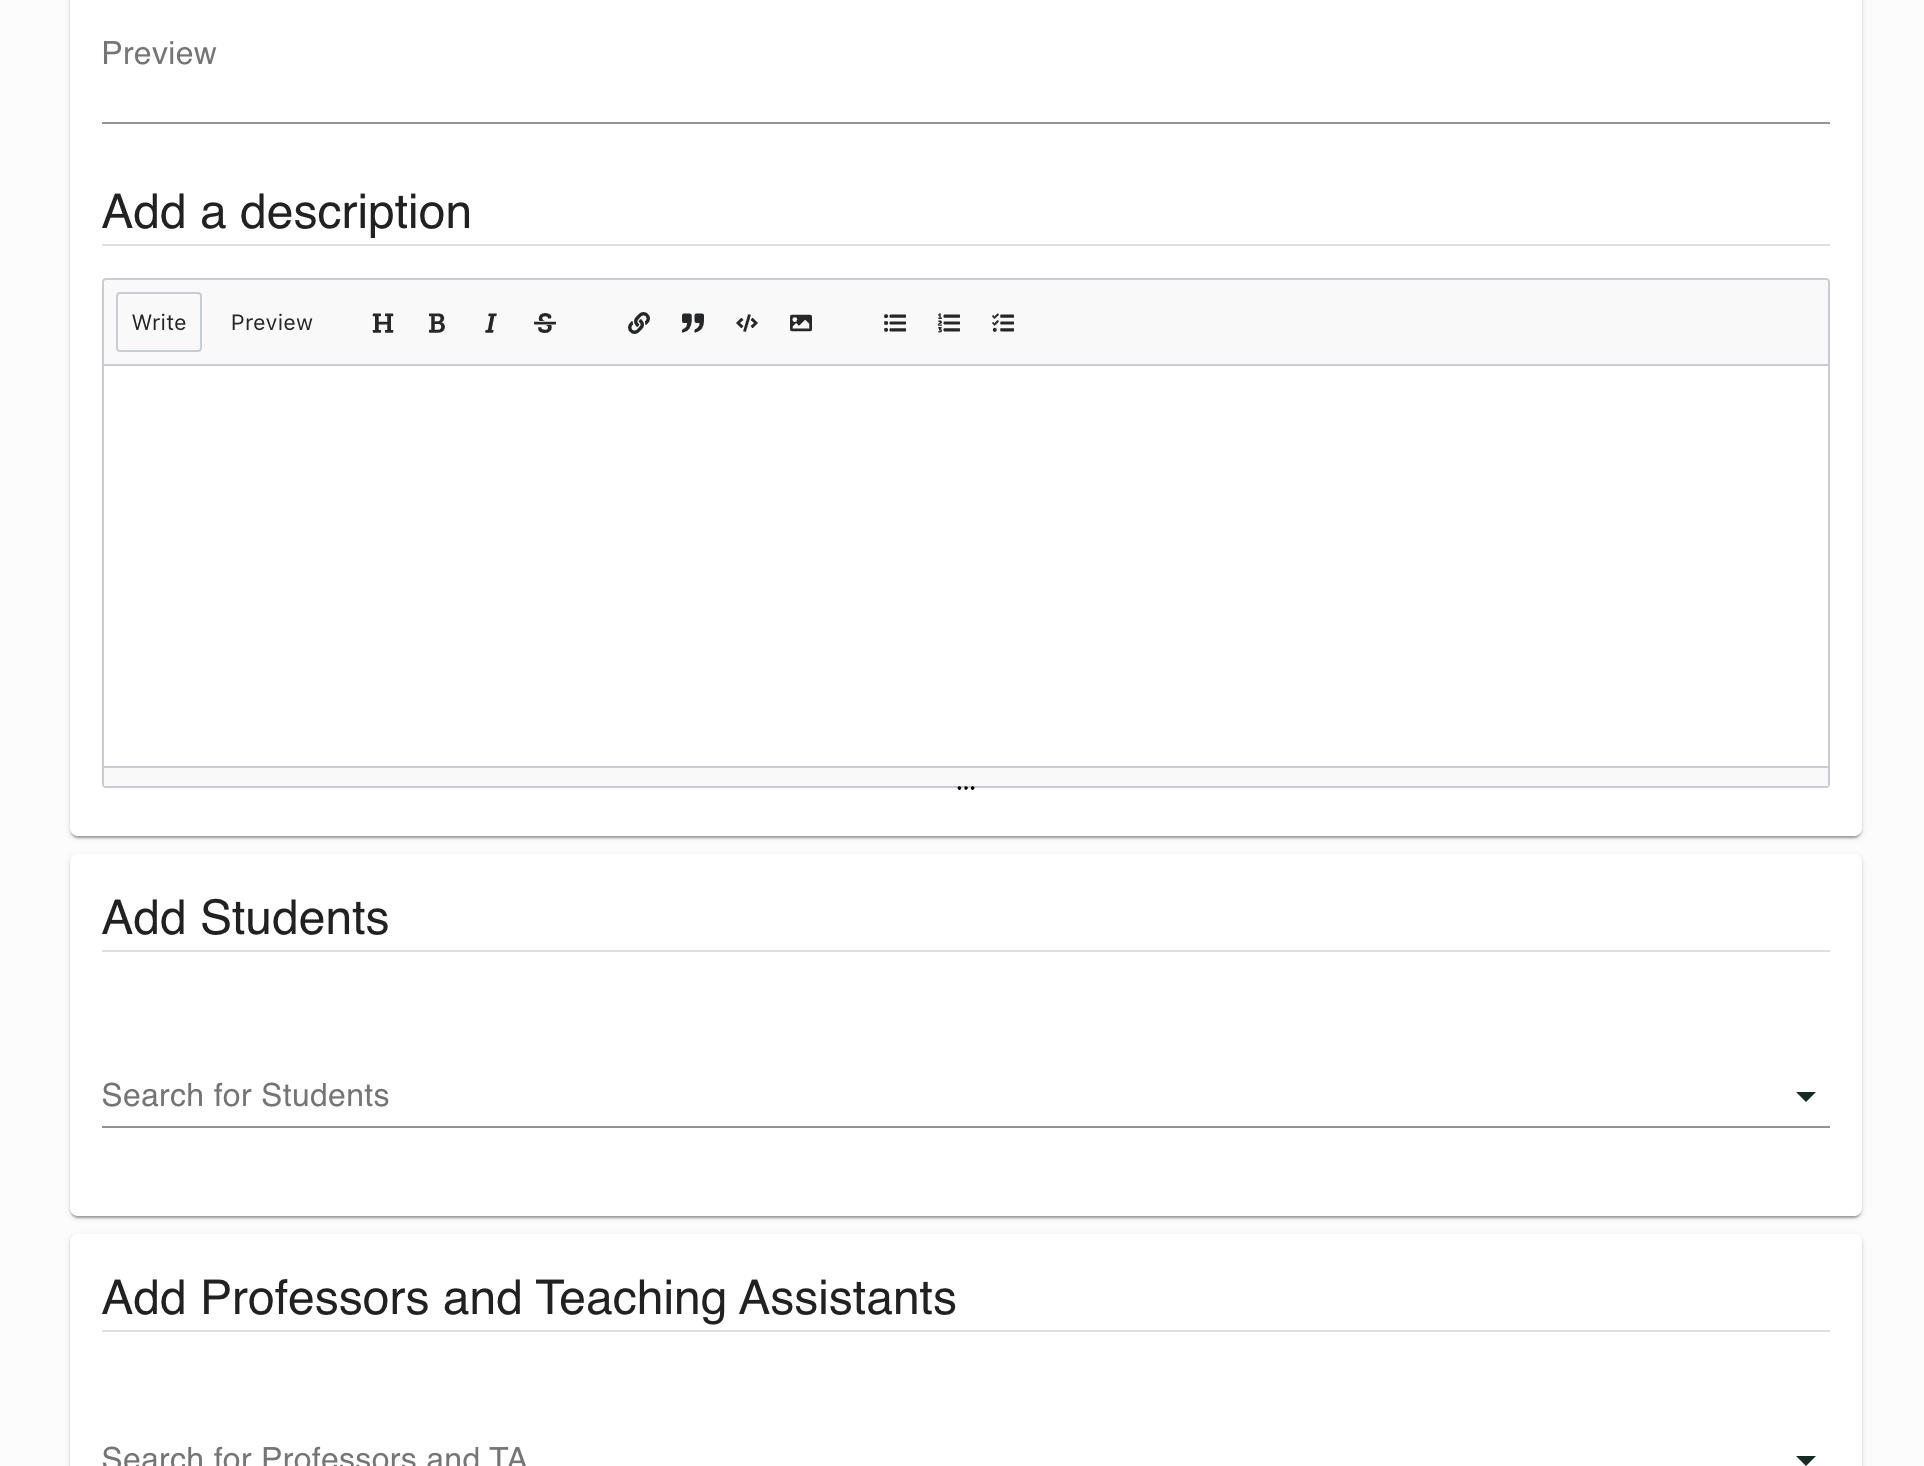 Preview
Add a description
Write Preview H B I S
Add Students
Search for Students
Add Professors and Teaching Assistants
Search for Professors and TA